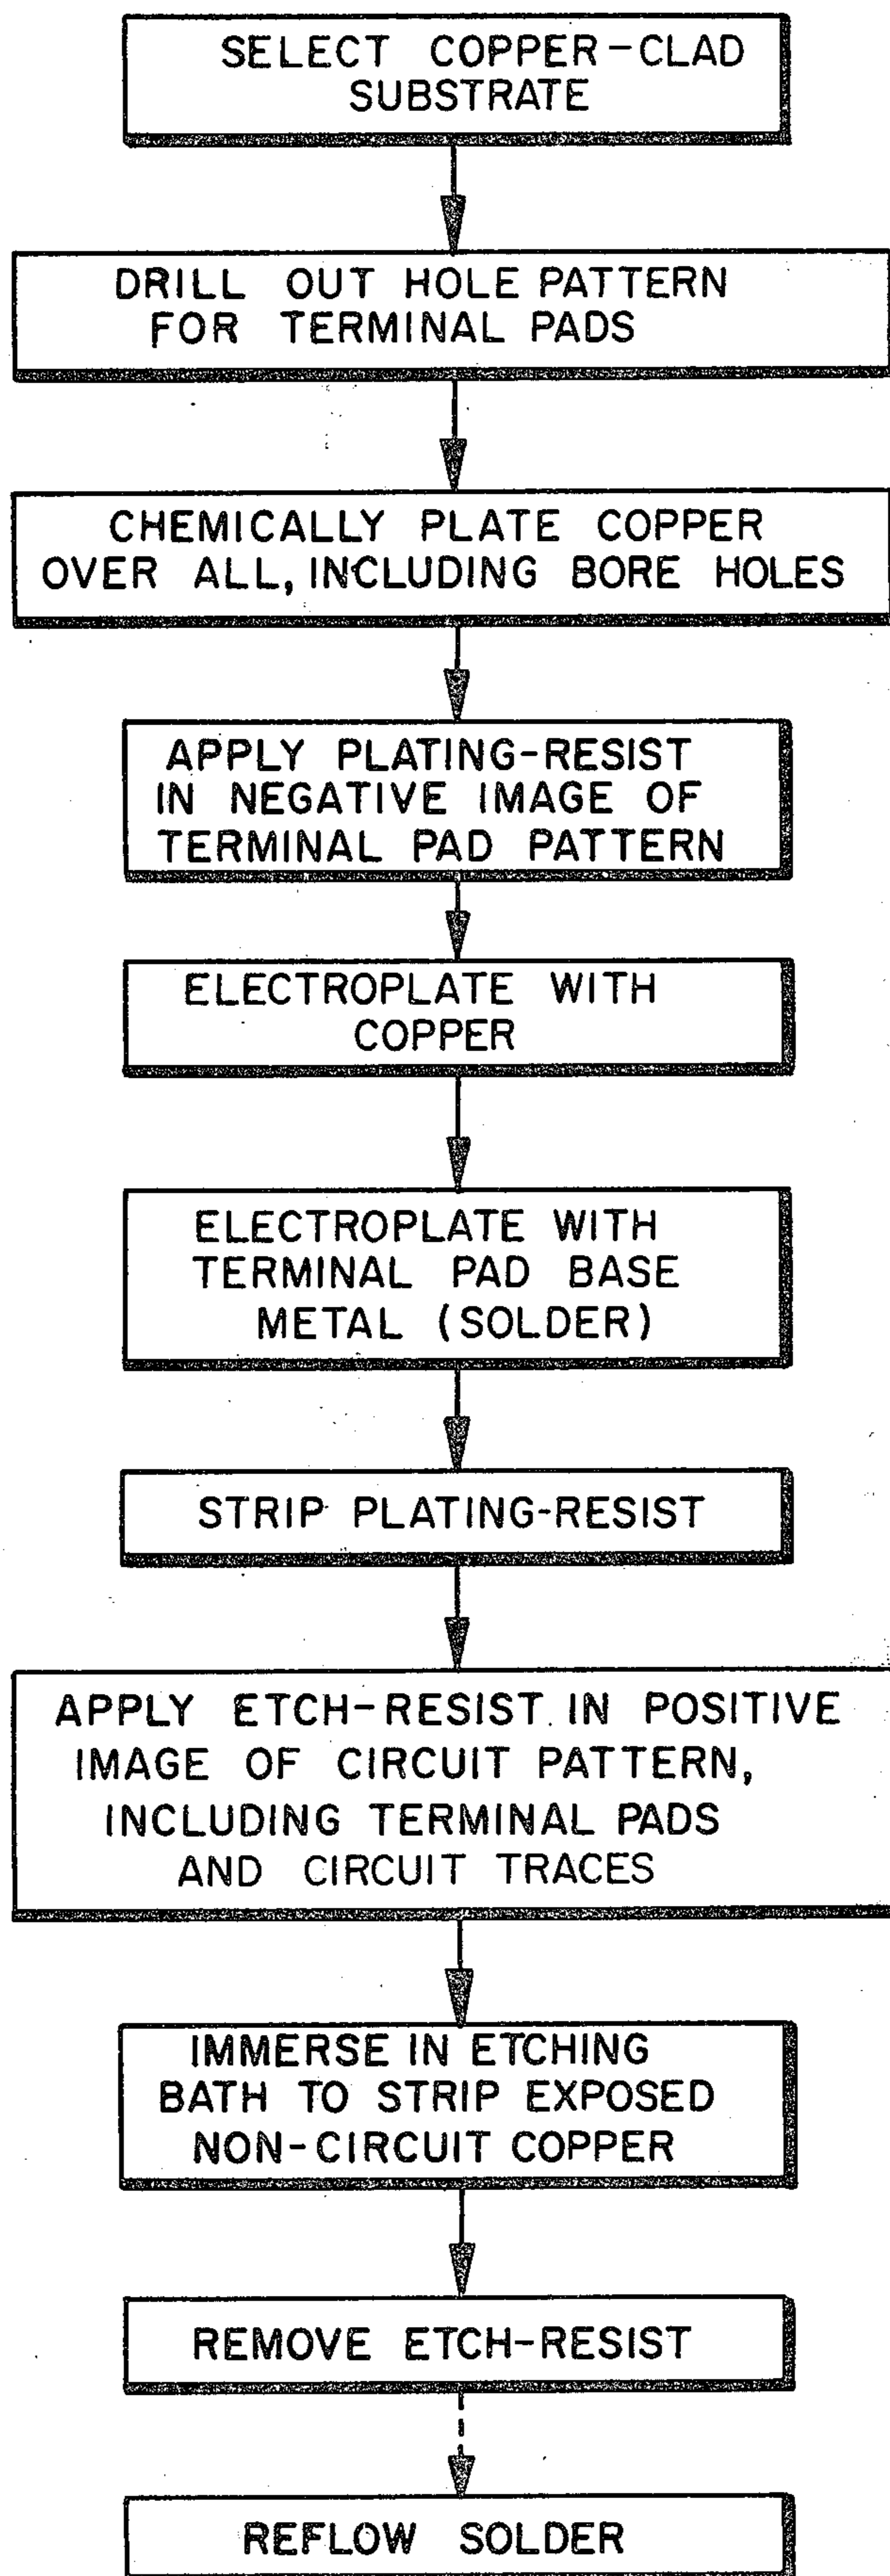 SELECT COPPER-CLAD
SUBSTRATE
DRILL OUT HOLE PATTERN
FOR TERMINAL PADS
CHEMICALLY PLATE COPPER
OVER ALL, INCLUDING BORE HOLES
APPLY PLATING-RESIST
IN NEGATIVE IMAGE OF
TERMINAL PAD PATTERN
ELECTROPLATE WITH
COPPER
ELECTROPLATE WITH
TERMINAL PAD BASE
METAL (SOLDER)
STRIP PLATING-RESIST
APPLY ETCH-RESIST IN POSITIVE
IMAGE OF CIRCUIT PATTERN,
INCLUDING TERMINAL PADS
AND CIRCUIT TRACES
IMMERSE IN ETCHING
BATH TO STRIP EXPOSED
NON-CIRCUIT COPPER
REMOVE ETCH-RESIST
REFLOW SOLDER